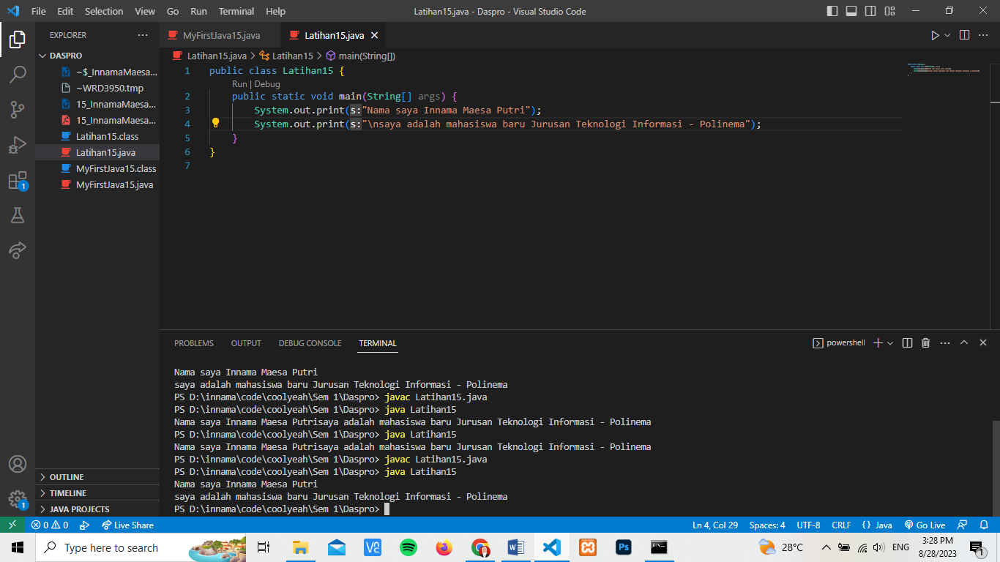 File Edit Selection View Go Run Terminal Help Latihan15.java - Daspro - Visual Studio Code
EXPLORER ···
DASPRO
~$_InnamaMaesa...
~WRD3950.tmp
15_InnamaMaesa...
15_InnamaMaesa...
Latihan15.class
Latihan15.java
MyFirstJava15.class
MyFirstJava15.java
OUTLINE
TIMELINE
JAVA PROJECTS
1
1
MyFirstJava15.java Latihan15.java
Latihan15.java > Latihan15 > main(String[])
1 public class Latihan15 {
Run | Debug
2 public static void main(String[] args) {
3 System.out.print(s:"Nama saya Innama Maesa Putri");
4 System.out.print(s:"\nsaya adalah mahasiswa baru Jurusan Teknologi Informasi - Polinema");
5 }
6 }
7
PROBLEMS OUTPUT DEBUG CONSOLE TERMINAL powershell
Nama saya Innama Maesa Putri
saya adalah mahasiswa baru Jurusan Teknologi Informasi - Polinema
PS D:\innama\code\coolyeah\Sem 1\Daspro> javac Latihan15.java
PS D:\innama\code\coolyeah\Sem 1\Daspro> java Latihan15
Nama saya Innama Maesa Putrisaya adalah mahasiswa baru Jurusan Teknologi Informasi - Polinema
PS D:\innama\code\coolyeah\Sem 1\Daspro> java Latihan15
Nama saya Innama Maesa Putrisaya adalah mahasiswa baru Jurusan Teknologi Informasi - Polinema
PS D:\innama\code\coolyeah\Sem 1\Daspro> javac Latihan15.java
PS D:\innama\code\coolyeah\Sem 1\Daspro> java Latihan15
Nama saya Innama Maesa Putri
saya adalah mahasiswa baru Jurusan Teknologi Informasi - Polinema
PS D:\innama\code\coolyeah\Sem 1\Daspro>
0 0 Live Share Ln 4, Col 29 Spaces: 4 UTF-8 CRLF {} Java Go Live
Type here to search 28°C ENG 3:28 PM
8/28/2023 1
Ps